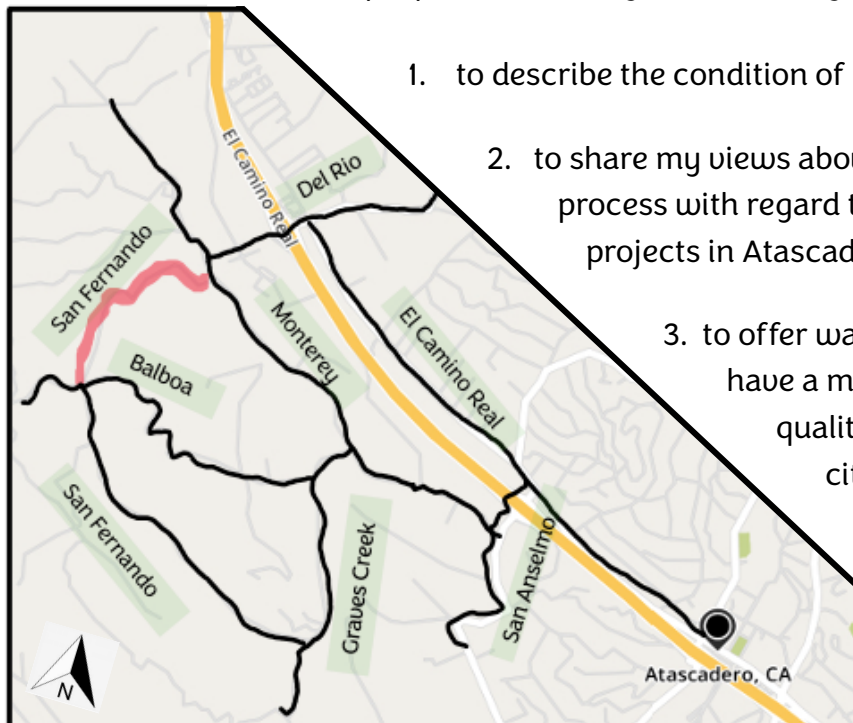 1. to describe the condition of
2. to share my views abou
process with regard t
projects in Atascad
3. to offer wa
have a m
qualit
cit
El Camino Real
Del Rio
San Fernando
Monterey
El Camino Real
Balboa
San Fernando
Graves Creek
San Anselmo
Atascadero, CA
N